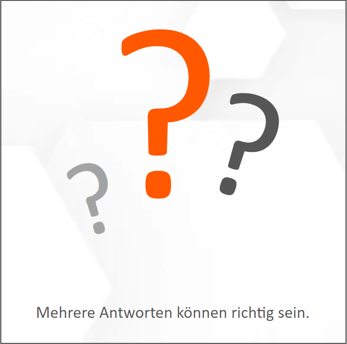 ? ? ?
Mehrere Antworten können richtig sein.